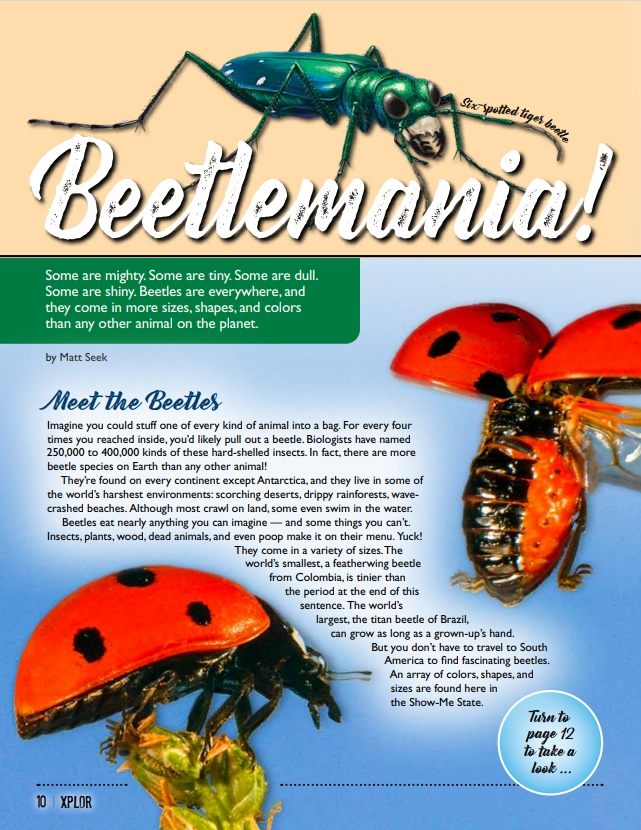 Six-spotted tiger beetle
Beetlemania!
Some are mighty. Some are tiny. Some are dull.
Some are shiny. Beetles are everywhere, and
they come in more sizes, shapes, and colors
than any other animal on the planet.
by Matt Seek
Meet the Beetles
Imagine you could stuff one of every kind of animal into a bag. For every four
times you reached inside, you'd likely pull out a beetle. Biologists have named
250,000 to 400,000 kinds of these hard-shelled insects. In fact, there are more
beetle species on Earth than any other animal!
They're found on every continent except Antarctica, and they live in some of
the world's harshest environments: scorching deserts, drippy rainforests, wave-
crashed beaches. Although most crawl on land, some even swim in the water.
Beetles eat nearly anything you can imagine — and some things you can't.
Insects, plants, wood, dead animals, and even poop make it on their menu. Yuck!
They come in a variety of sizes. The
world's smallest, a featherwing beetle
from Colombia, is tinier than
the period at the end of this
sentence. The world's
largest, the titan beetle of Brazil,
can grow as long as a grown-up's hand.
But you don't have to travel to South
America to find fascinating beetles.
An array of colors, shapes, and
sizes are found here in
the Show-Me State.
Turn to
page 12
to take a
look ...
10 | XPLOR